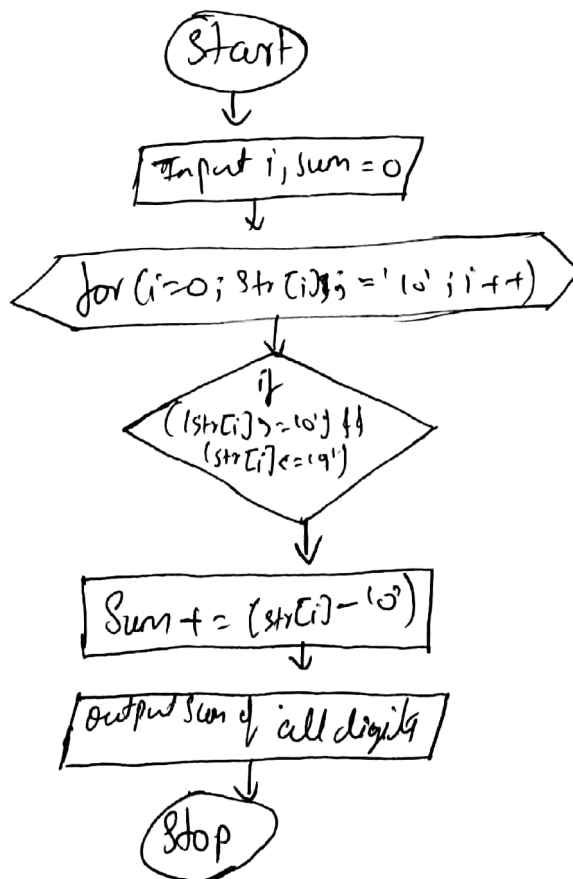 Start
Input i, sum = 0
for (i=0; str[i]; = '\0'; i++)
if
((str[i] >= '0') &&
(str[i] <= '9')
Sum += (str[i] - '0')
output sum of all digits
Stop